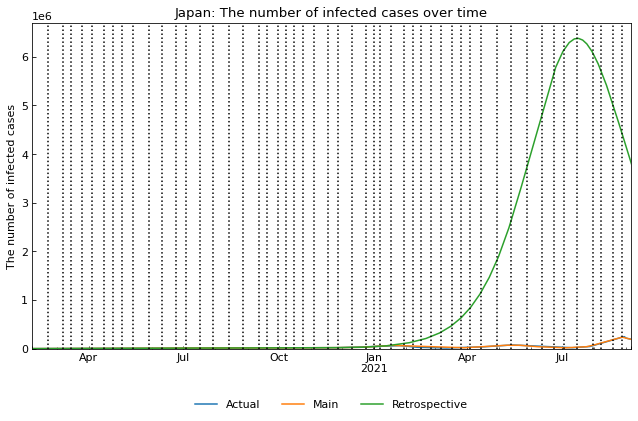 Japan: The number of infected cases over time
1e6
The number of infected cases
6
5
4
3
2
1
0
Apr
Jul
Oct
Jan
2021
Apr
Jul
Actual
Main
Retrospective